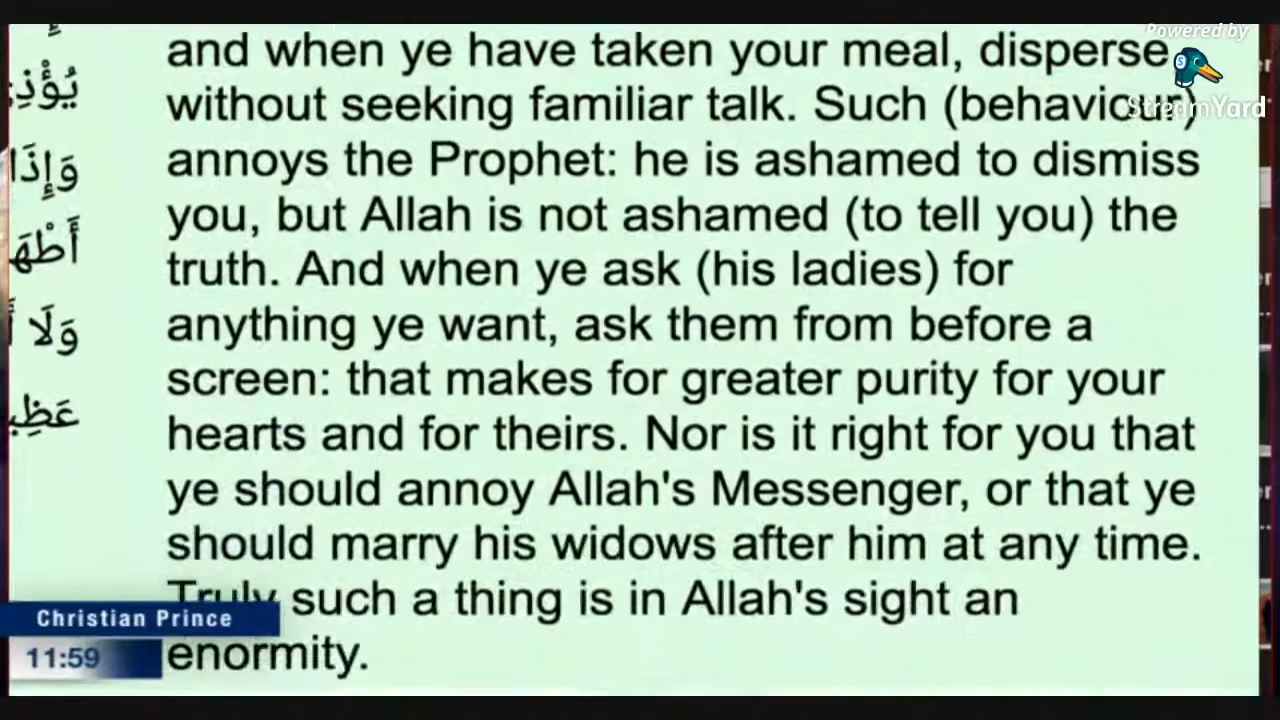 Powered by
StreamYard
and when ye have taken your meal, disperse
without seeking familiar talk. Such (behaviour)
annoys the Prophet: he is ashamed to dismiss
you, but Allah is not ashamed (to tell you) the
truth. And when ye ask (his ladies) for
anything ye want, ask them from before a
screen: that makes for greater purity for your
hearts and for theirs. Nor is it right for you that
ye should annoy Allah's Messenger, or that ye
should marry his widows after him at any time.
Truly such a thing is in Allah's sight an
enormity.
وَإِذَا
وَلَا
Christian Prince
11:59